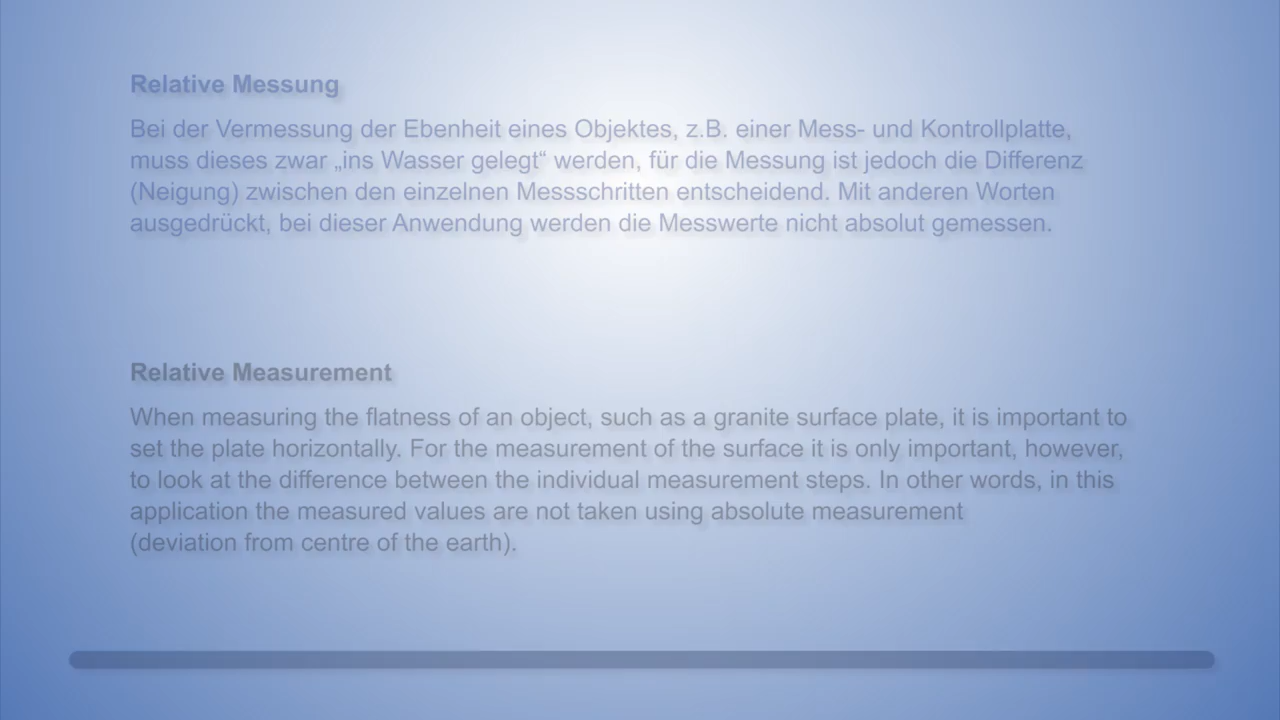 Relative Messung
Bei der Vermessung der Ebenheit eines Objektes, z.B. einer Mess- und Kontrollplatte,
muss dieses zwar „ins Wasser gelegt“ werden, für die Messung ist jedoch die Differenz
(Neigung) zwischen den einzelnen Messschritten entscheidend. Mit anderen Worten
ausgedrückt, bei dieser Anwendung werden die Messwerte nicht absolut gemessen.
Relative Measurement
When measuring the flatness of an object, such as a granite surface plate, it is important to
set the plate horizontally. For the measurement of the surface it is only important, however,
to look at the difference between the individual measurement steps. In other words, in this
application the measured values are not taken using absolute measurement
(deviation from centre of the earth).